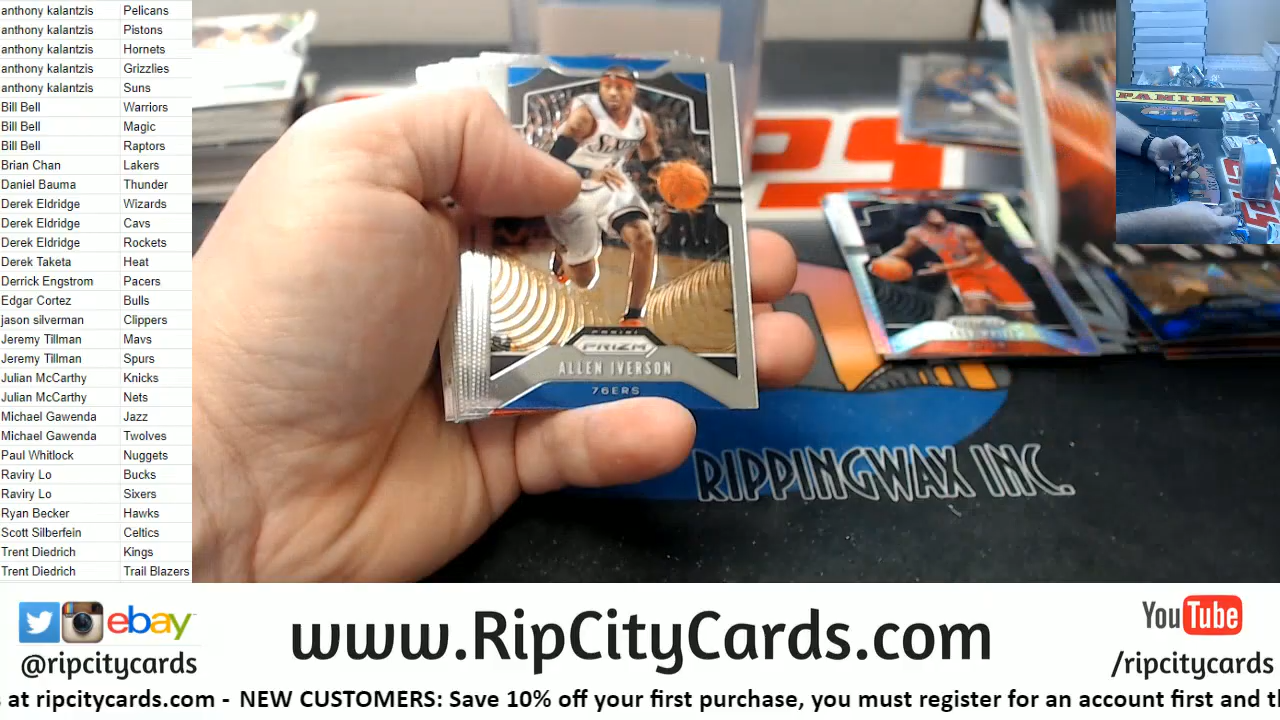 anthony kalantzis Pelicans
anthony kalantzis Pistons
anthony kalantzis Hornets
anthony kalantzis Grizzlies
anthony kalantzis Suns
Bill Bell Warriors
Bill Bell Magic
Bill Bell Raptors
Brian Chan Lakers
Daniel Bauma Thunder
Derek Eldridge Wizards
Derek Eldridge Cavs
Derek Eldridge Rockets
Derek Taketa Heat
Derrick Engstrom Pacers
Edgar Cortez Bulls
jason silverman Clippers
Jeremy Tillman Mavs
Jeremy Tillman Spurs
Julian McCarthy Knicks
Julian McCarthy Nets
Michael Gawenda Jazz
Michael Gawenda Twolves
Paul Whitlock Nuggets
Raviry Lo Bucks
Raviry Lo Sixers
Ryan Becker Hawks
Scott Silberfein Celtics
Trent Diedrich Kings
Trent Diedrich Trail Blazers
PANINI
PANINI
PRIZM
ALLEN IVERSON
76ERS
RIPPINGWAX INC.
ebay
@ripcitycards
www.RipCityCards.com
YouTube
/ripcitycards
s at ripcitycards.com - NEW CUSTOMERS: Save 10% off your first purchase, you must register for an account first and th